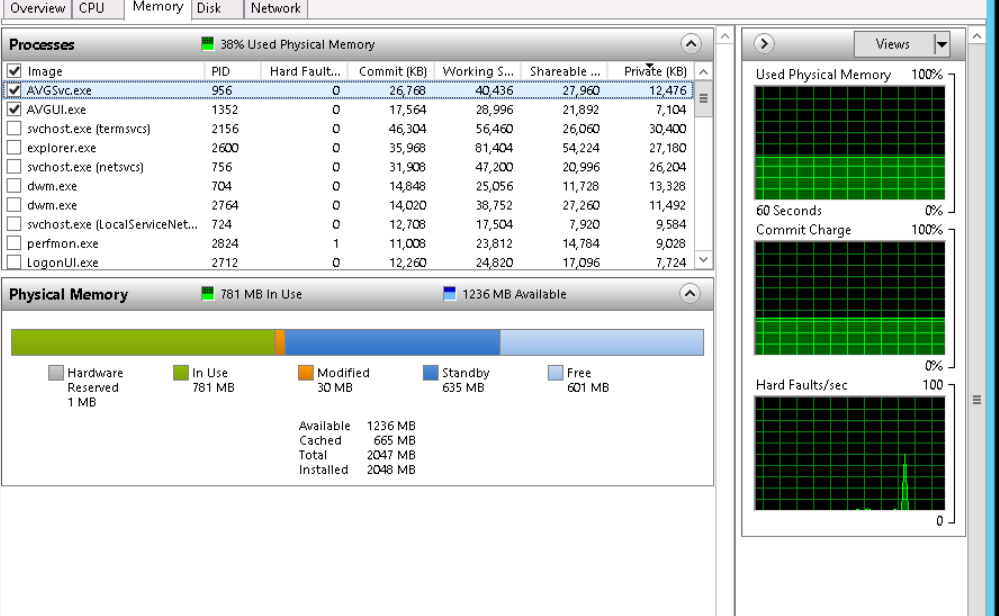 Overview CPU Memory Disk Network
Processes 38% Used Physical Memory
Image PID Hard Fault... Commit (KB) Working S... Shareable ... Private (KB)
AVGSvc.exe 956 0 26,768 40,436 27,960 12,476
AVGUI.exe 1352 0 17,564 28,996 21,892 7,104
svchost.exe (termsvcs) 2156 0 46,304 56,460 26,060 30,400
explorer.exe 2600 0 35,968 81,404 54,224 27,180
svchost.exe (netsvcs) 756 0 31,908 47,200 20,996 26,204
dwm.exe 704 0 14,848 25,056 11,728 13,328
dwm.exe 2764 0 14,020 38,752 27,260 11,492
svchost.exe (LocalServiceNet... 724 0 12,708 17,504 7,920 9,584
perfmon.exe 2824 1 11,008 23,812 14,784 9,028
LogonUI.exe 2712 0 12,260 24,820 17,096 7,724
Physical Memory 781 MB In Use 1236 MB Available
Hardware Reserved 1 MB
In Use 781 MB
Modified 30 MB
Standby 635 MB
Free 601 MB
Available 1236 MB
Cached 665 MB
Total 2047 MB
Installed 2048 MB
Views
Used Physical Memory 100%
60 Seconds 0%
Commit Charge 100%
0%
Hard Faults/sec 100
0